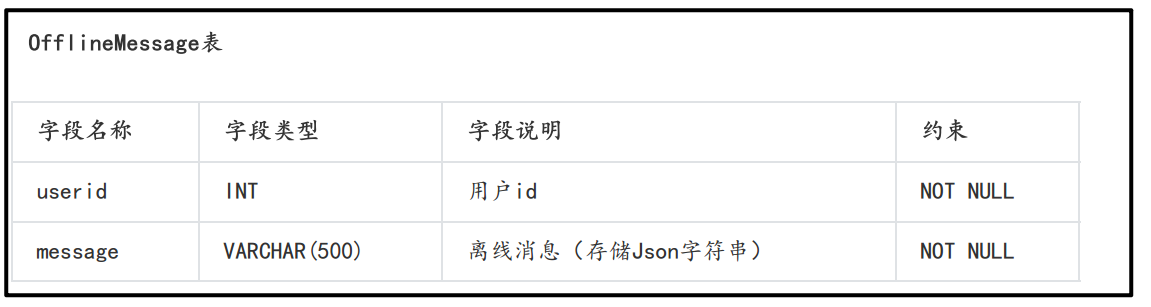 OfflineMessage表
字段名称 字段类型 字段说明 约束
userid INT 用户id NOT NULL
message VARCHAR(500) 离线消息（存储Json字符串） NOT NULL